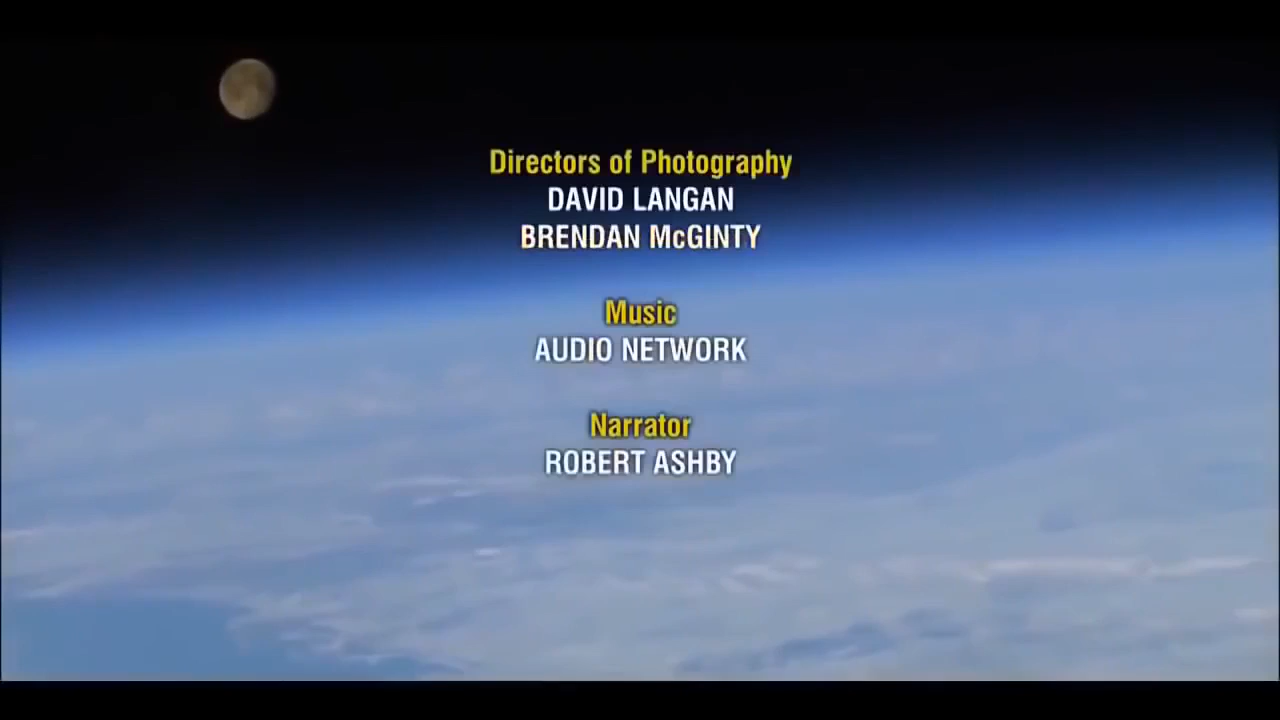 Directors of Photography
DAVID LANGAN
BRENDAN McGINTY
Music
AUDIO NETWORK
Narrator
ROBERT ASHBY